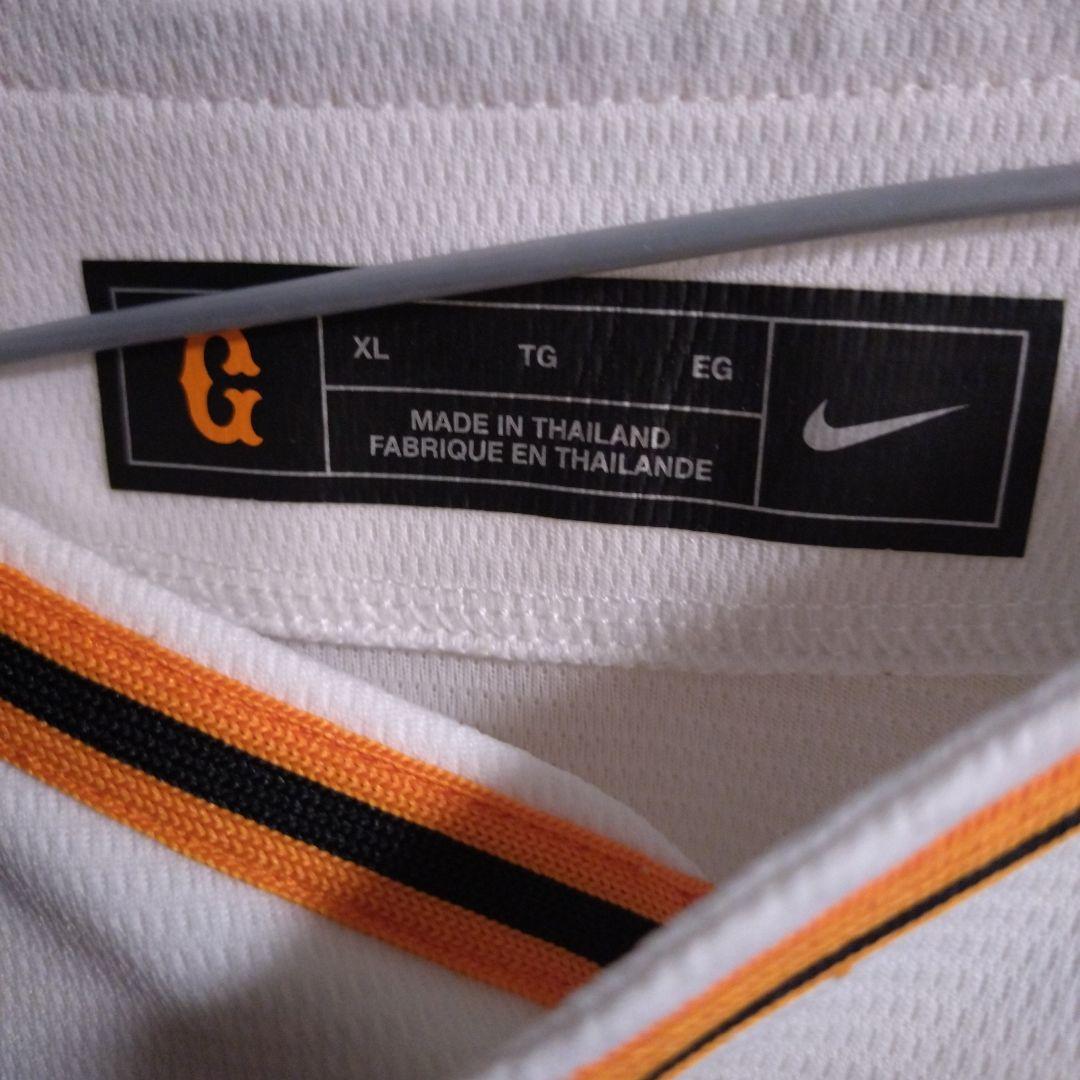 G
XL TG EG
MADE IN THAILAND
FABRIQUE EN THAILANDE